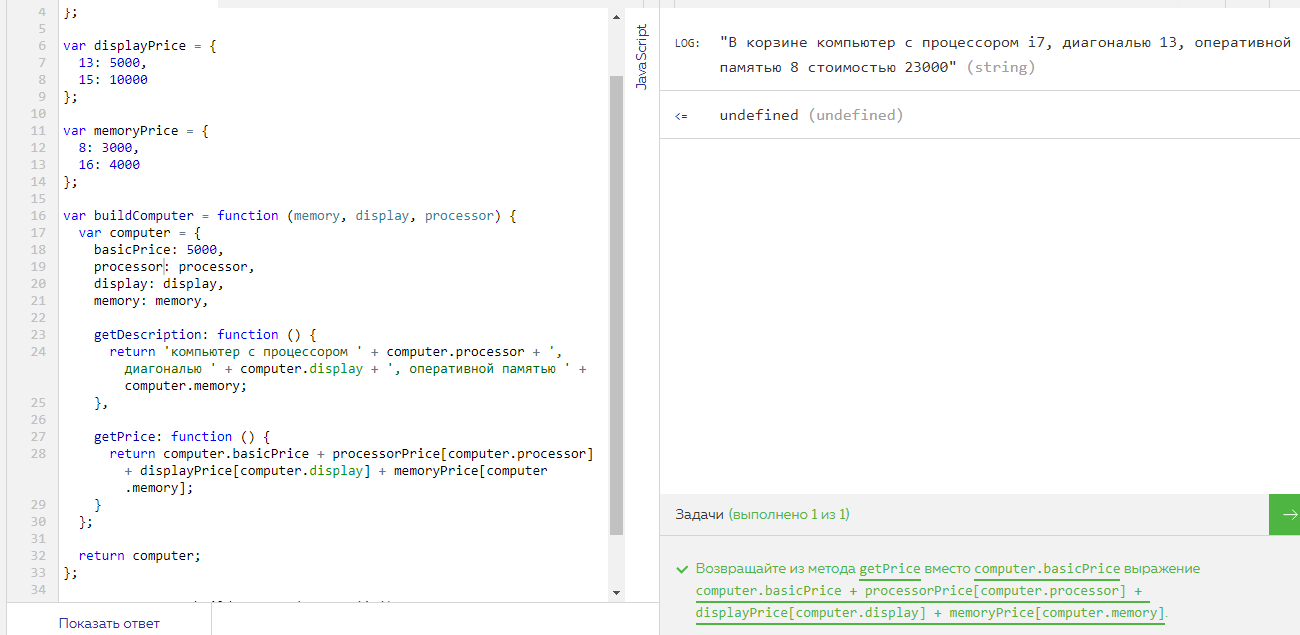 4 };
5
6 var displayPrice = {
7 13: 5000,
8 15: 10000
9 };
10
11 var memoryPrice = {
12 8: 3000,
13 16: 4000
14 };
15
16 var buildComputer = function (memory, display, processor) {
17 var computer = {
18 basicPrice: 5000,
19 processor: processor,
20 display: display,
21 memory: memory,
22
23 getDescription: function () {
24 return 'компьютер с процессором ' + computer.processor + ',
диагональю ' + computer.display + ', оперативной памятью ' +
computer.memory;
25 },
26
27 getPrice: function () {
28 return computer.basicPrice + processorPrice[computer.processor]
+ displayPrice[computer.display] + memoryPrice[computer
.memory];
29 }
30 };
31
32 return computer;
33 };
34
Показать ответ
JavaScript
LOG: "В корзине компьютер с процессором i7, диагональю 13, оперативной
памятью 8 стоимостью 23000" (string)
<= undefined (undefined)
Задачи (выполнено 1 из 1)
Возвращайте из метода getPrice вместо computer.basicPrice выражение
computer.basicPrice + processorPrice[computer.processor] +
displayPrice[computer.display] + memoryPrice[computer.memory].